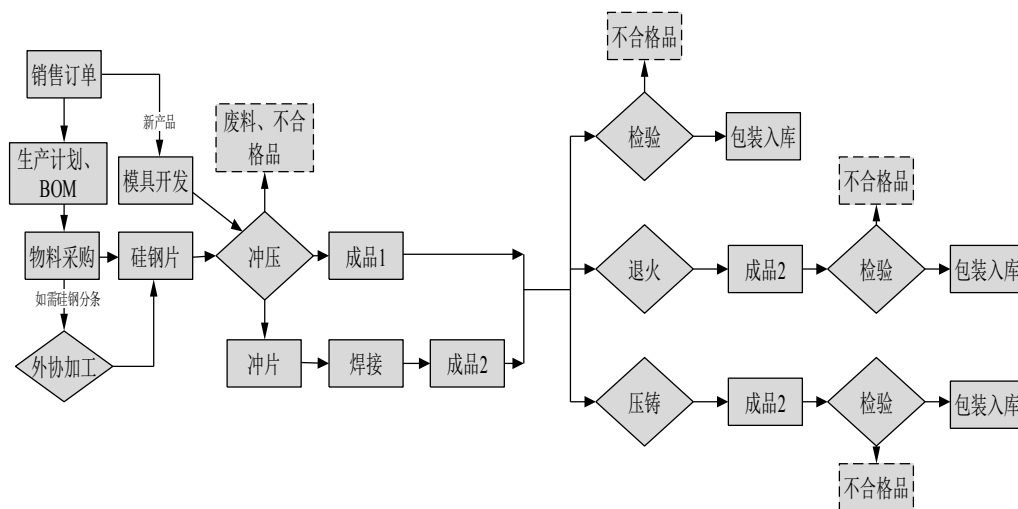 销售订单
新产品
生产计划、
BOM
模具开发
废料、不合
格品
物料采购
硅钢片
冲压
成品1
如需硅钢分条
外协加工
冲片
焊接
成品2
不合格品
检验
包装入库
不合格品
退火
成品2
检验
包装入库
压铸
成品2
检验
包装入库
不合格品